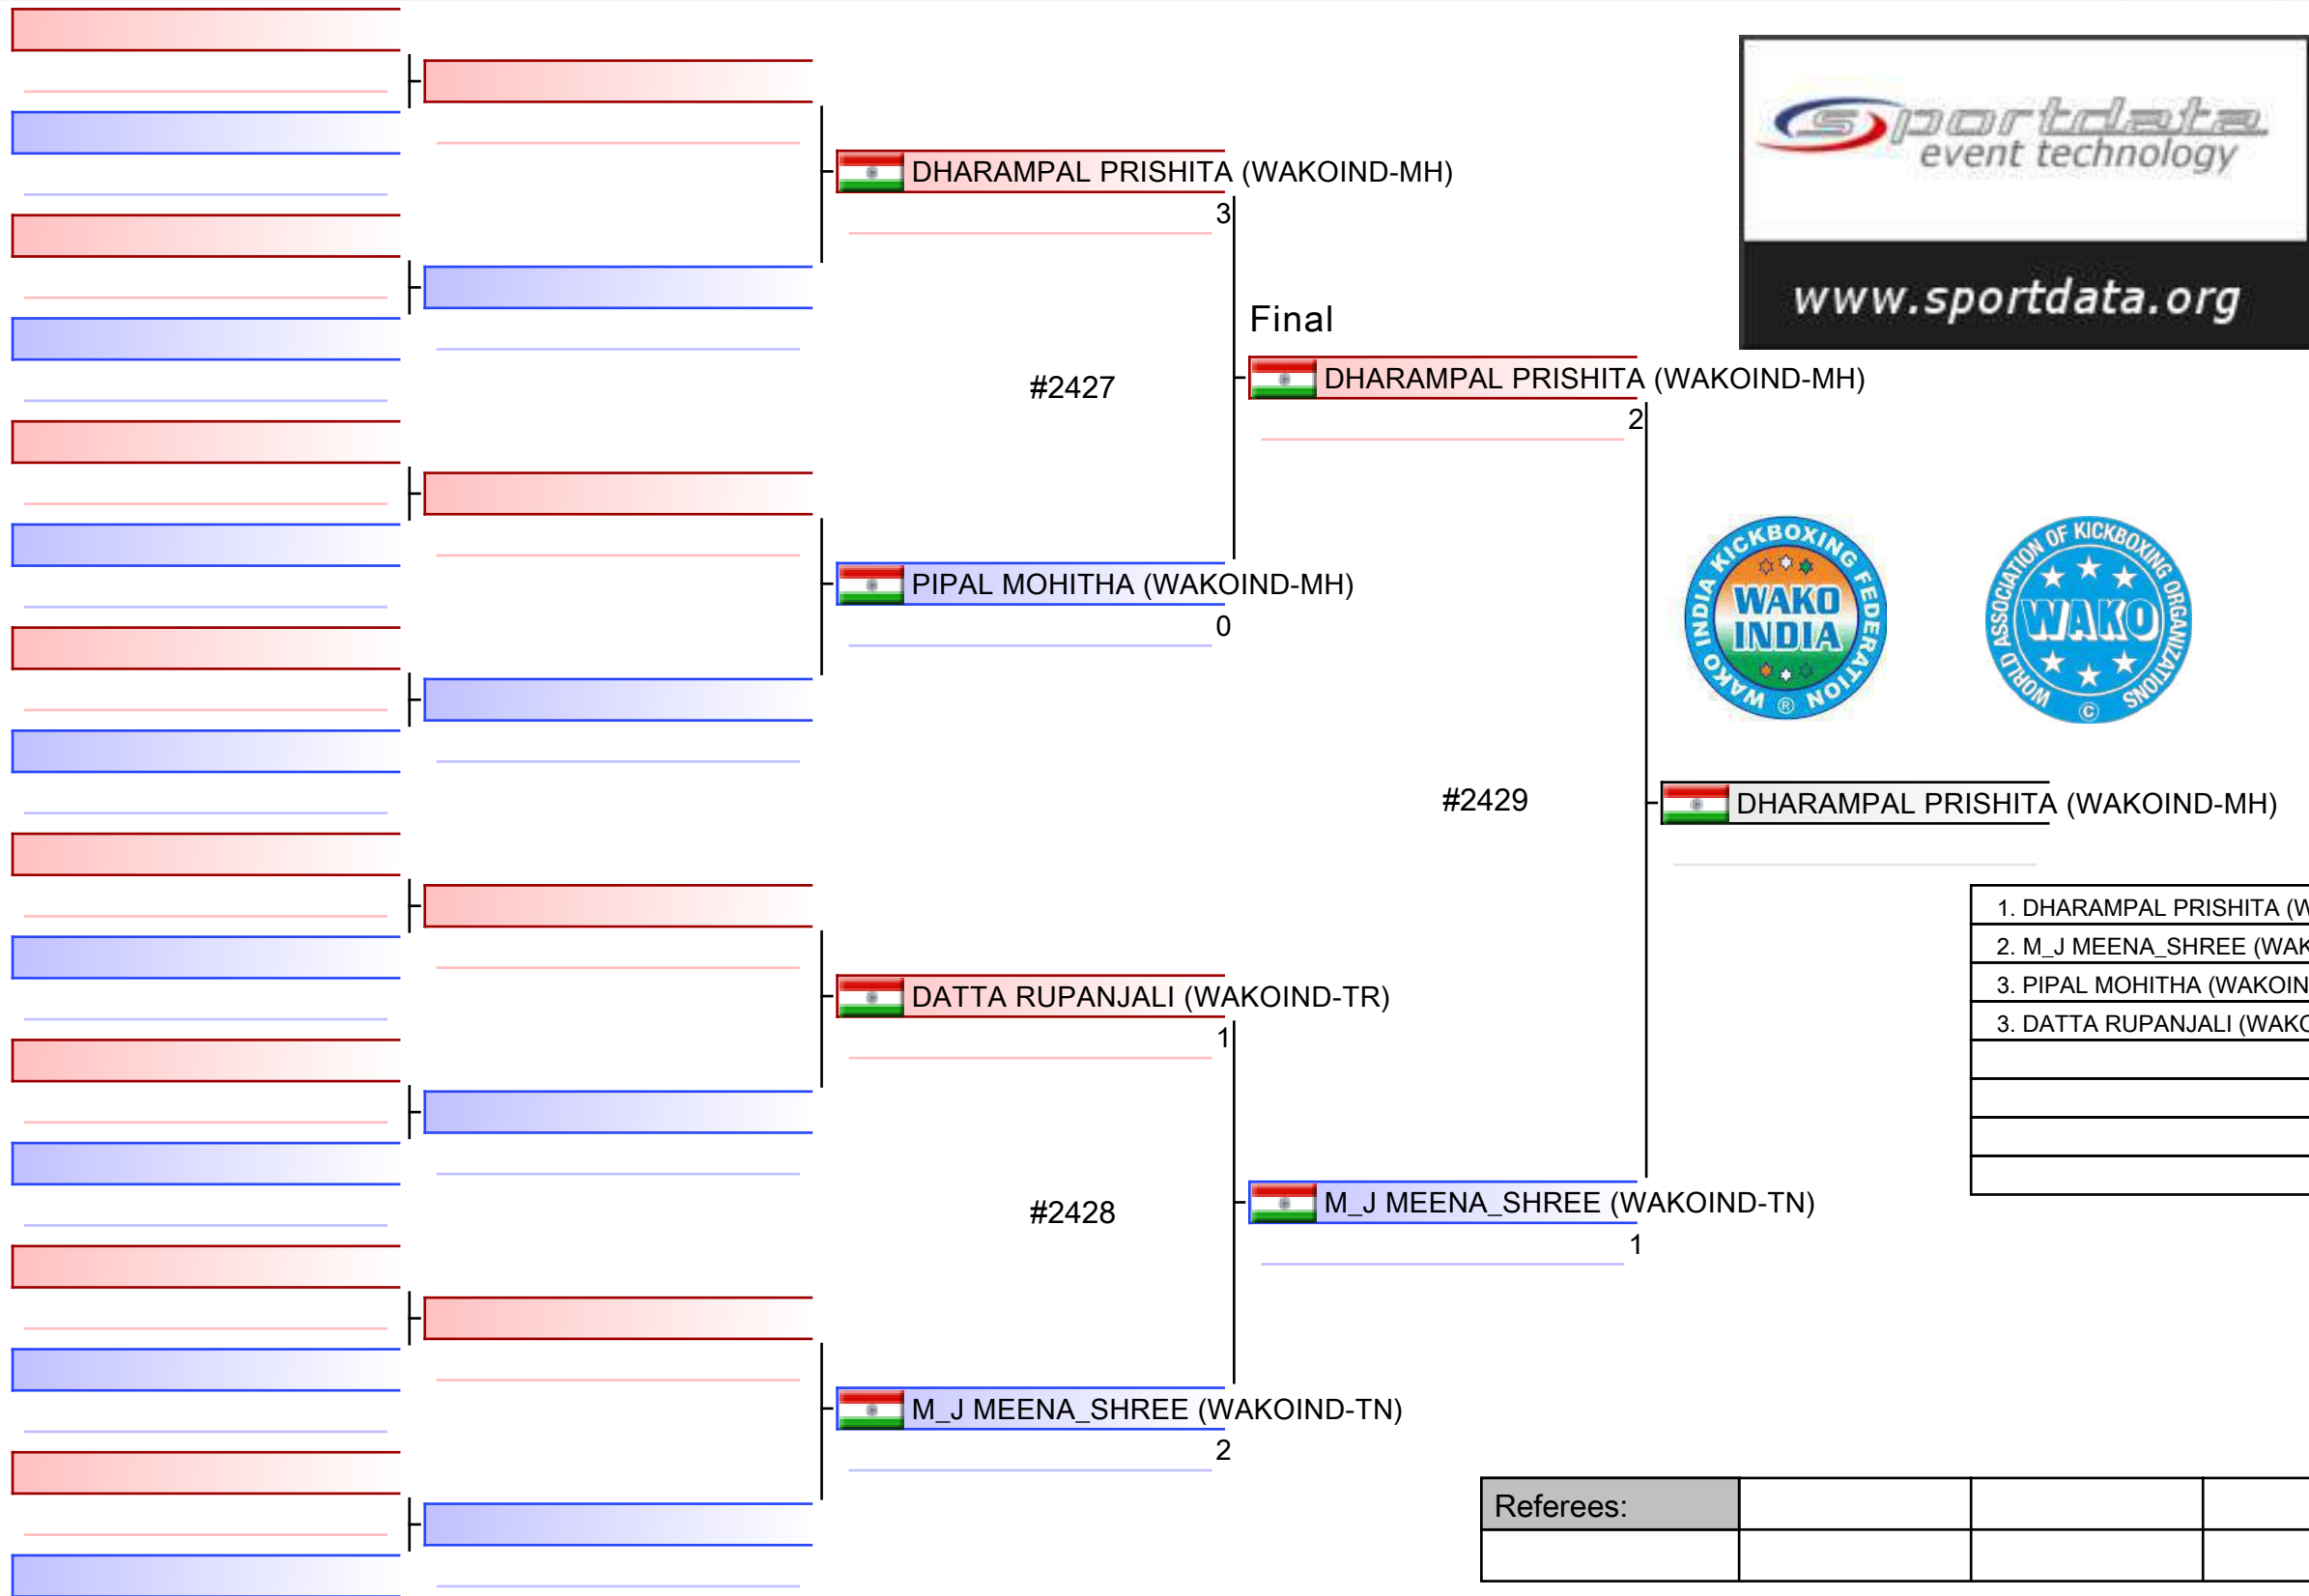 sportdata
event technology
www.sportdata.org
DHARAMPAL PRISHITA (WAKOIND-MH)
3
Final
#2427
DHARAMPAL PRISHITA (WAKOIND-MH)
2
PIPAL MOHITHA (WAKOIND-MH)
0
WAKO INDIA KICKBOXING FEDERATION
WAKO
INDIA
®
WORLD ASSOCIATION OF KICKBOXING ORGANIZATIONS
WAKO
©
#2429
DHARAMPAL PRISHITA (WAKOIND-MH)
1. DHARAMPAL PRISHITA (W
2. M_J MEENA_SHREE (WAK
3. PIPAL MOHITHA (WAKOIN
3. DATTA RUPANJALI (WAKO
DATTA RUPANJALI (WAKOIND-TR)
1
#2428
M_J MEENA_SHREE (WAKOIND-TN)
1
M_J MEENA_SHREE (WAKOIND-TN)
2
Referees: